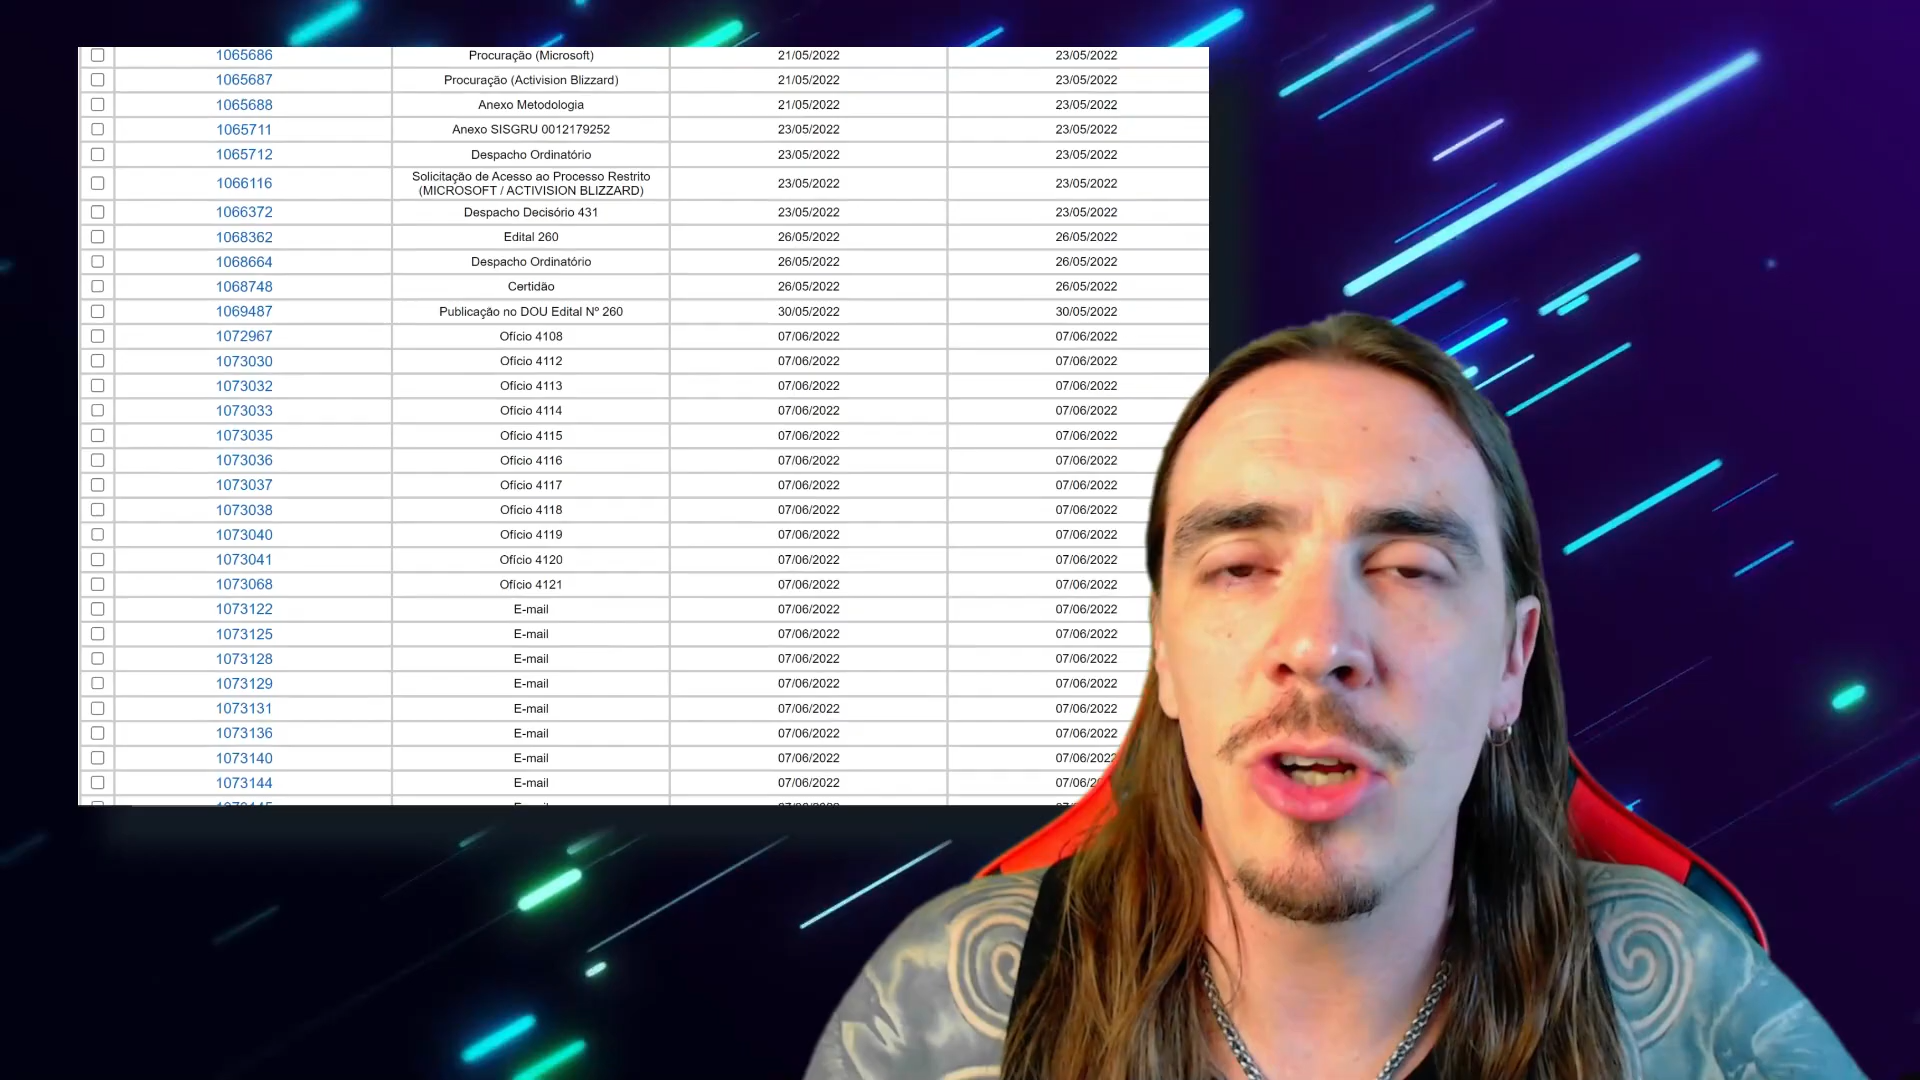 1065686 Procuração (Microsoft) 21/05/2022 23/05/2022
1065687 Procuração (Activision Blizzard) 21/05/2022 23/05/2022
1065688 Anexo Metodologia 21/05/2022 23/05/2022
1065711 Anexo SISGRU 0012179252 23/05/2022 23/05/2022
1065712 Despacho Ordinatório 23/05/2022 23/05/2022
1066116 Solicitação de Acesso ao Processo Restrito 23/05/2022 23/05/2022
(MICROSOFT / ACTIVISION BLIZZARD)
1066372 Despacho Decisório 431 23/05/2022 23/05/2022
1068362 Edital 260 26/05/2022 26/05/2022
1068664 Despacho Ordinatório 26/05/2022 26/05/2022
1068748 Certidão 26/05/2022 26/05/2022
1069487 Publicação no DOU Edital Nº 260 30/05/2022 30/05/2022
1072967 Ofício 4108 07/06/2022 07/06/2022
1073030 Ofício 4112 07/06/2022 07/06/2022
1073032 Ofício 4113 07/06/2022 07/06/2022
1073033 Ofício 4114 07/06/2022 07/06/2022
1073035 Ofício 4115 07/06/2022 07/06/2022
1073036 Ofício 4116 07/06/2022 07/06/2022
1073037 Ofício 4117 07/06/2022 07/06/2022
1073038 Ofício 4118 07/06/2022 07/06/2022
1073040 Ofício 4119 07/06/2022 07/06/2022
1073041 Ofício 4120 07/06/2022 07/06/2022
1073068 Ofício 4121 07/06/2022 07/06/2022
1073122 E-mail 07/06/2022 07/06/2022
1073125 E-mail 07/06/2022 07/06/2022
1073128 E-mail 07/06/2022 07/06/2022
1073129 E-mail 07/06/2022 07/06/2022
1073131 E-mail 07/06/2022 07/06/2022
1073136 E-mail 07/06/2022 07/06/2022
1073140 E-mail 07/06/2022 07/06/2022
1073144 E-mail 07/06/2022